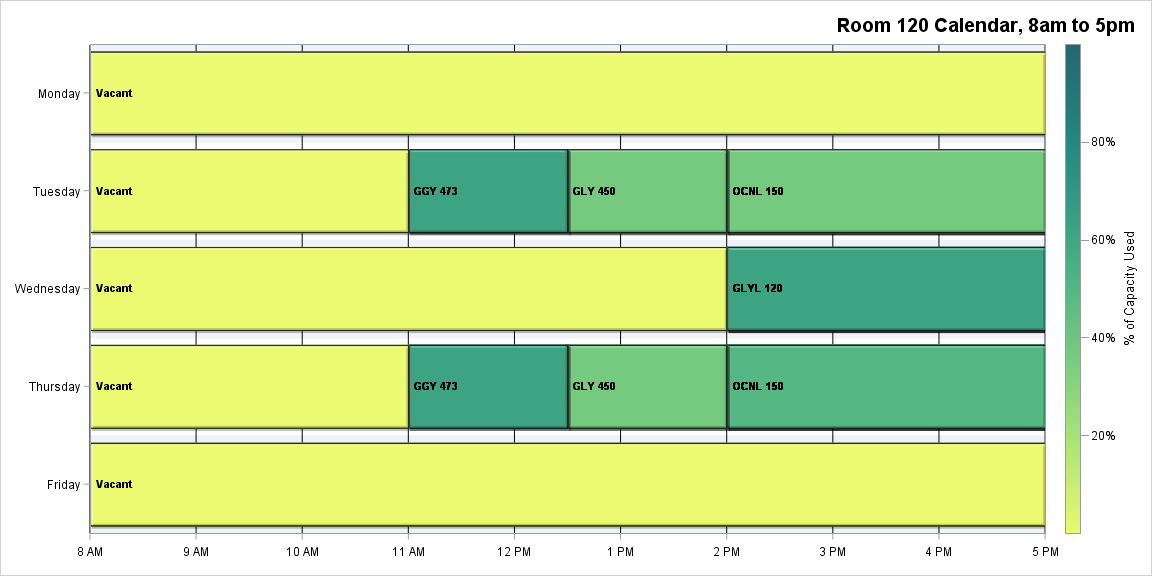 Room 120 Calendar, 8am to 5pm
Monday
Vacant
Tuesday
Vacant
GGY 473
GLY 450
OCNL 150
Wednesday
Vacant
GLYL 120
Thursday
Vacant
GGY 473
GLY 450
OCNL 150
Friday
Vacant
8 AM
9 AM
10 AM
11 AM
12 PM
1 PM
2 PM
3 PM
4 PM
5 PM
80%
60%
40%
20%
% of Capacity Used